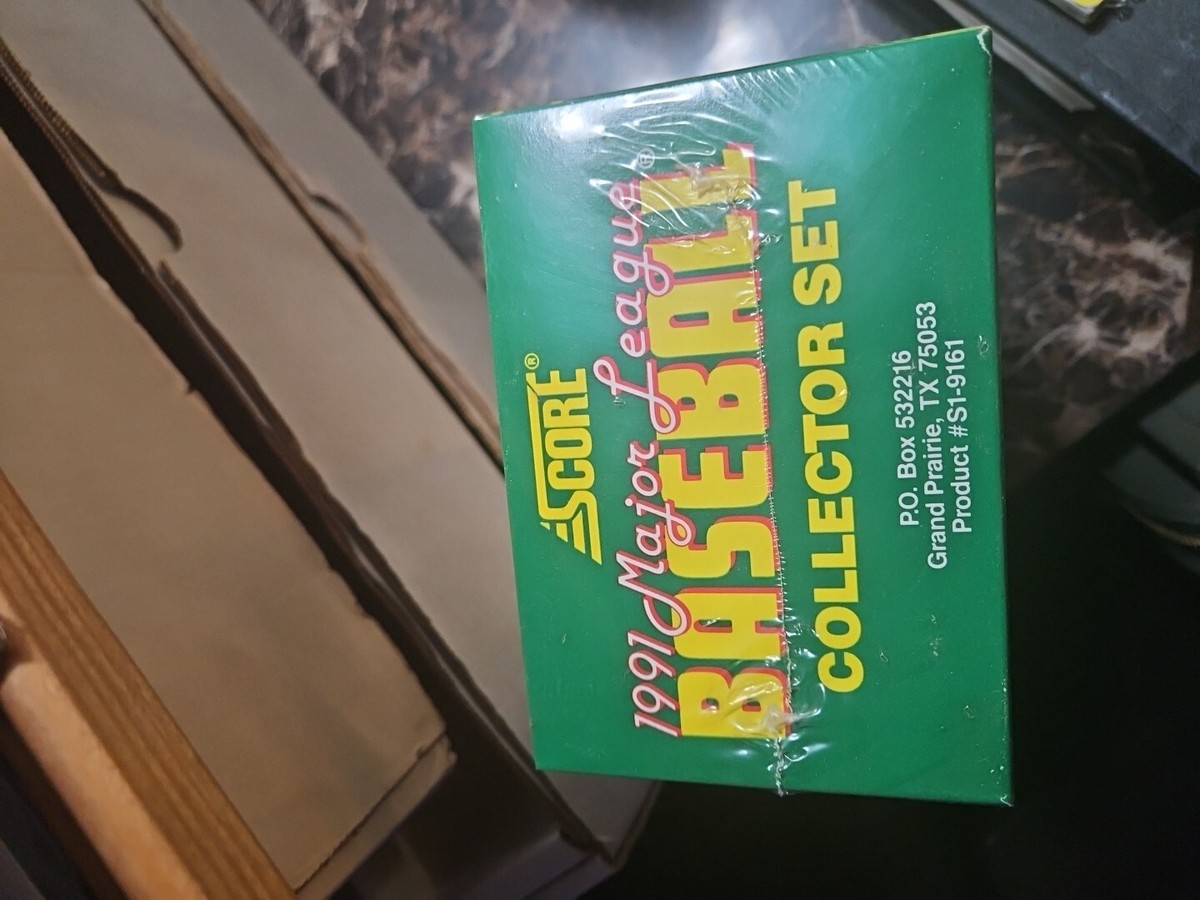 SCORE®
1991 Major League®
BASEBALL
COLLECTOR SET
P.O. Box 532216
Grand Prairie, TX 75053
Product #S1-9161